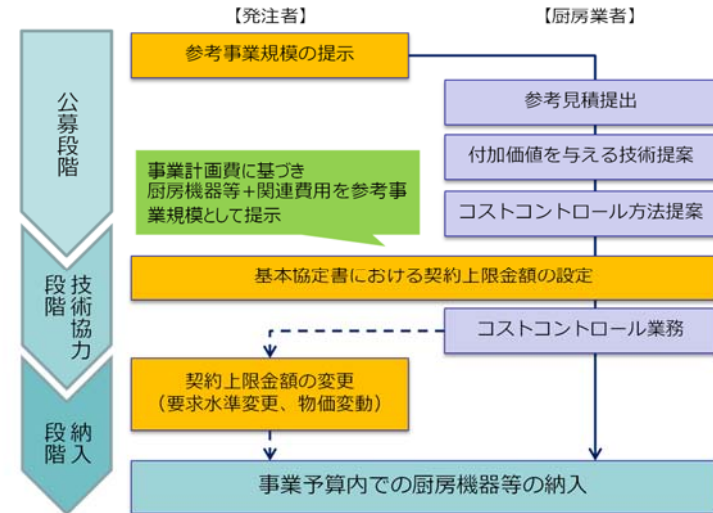 【発注者】
【厨房業者】
公募段階
参考事業規模の提示
参考見積提出
付加価値を与える技術提案
事業計画費に基づき
厨房機器等+関連費用を参考事
業規模として提示
コストコントロール方法提案
技術協力
段階
基本協定書における契約上限金額の設定
コストコントロール業務
契約上限金額の変更
(要求水準変更、物価変動)
納入
段階
事業予算内での厨房機器等の納入